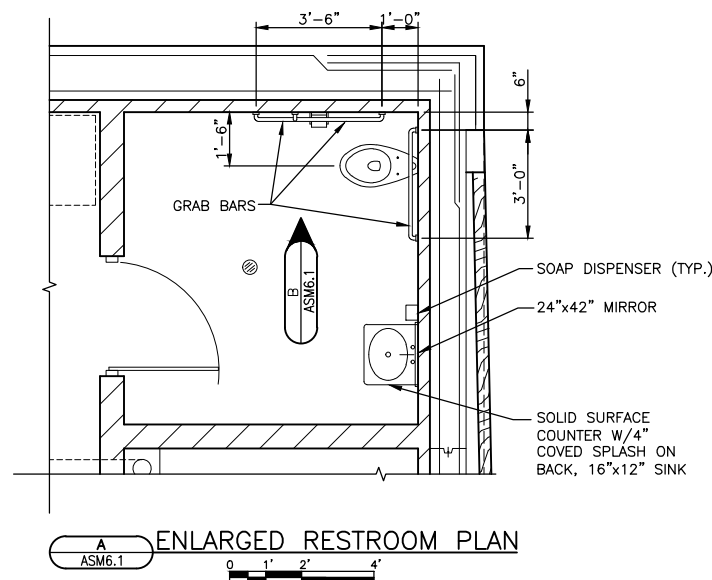 3'-6"
1'-0"
6"
1'-6"
3'-0"
GRAB BARS
B
ASM6.1
SOAP DISPENSER (TYP.)
24"x42" MIRROR
SOLID SURFACE
COUNTER W/4"
COVED SPLASH ON
BACK, 16"x12" SINK
A
ASM6.1
ENLARGED RESTROOM PLAN
0 1' 2' 4'